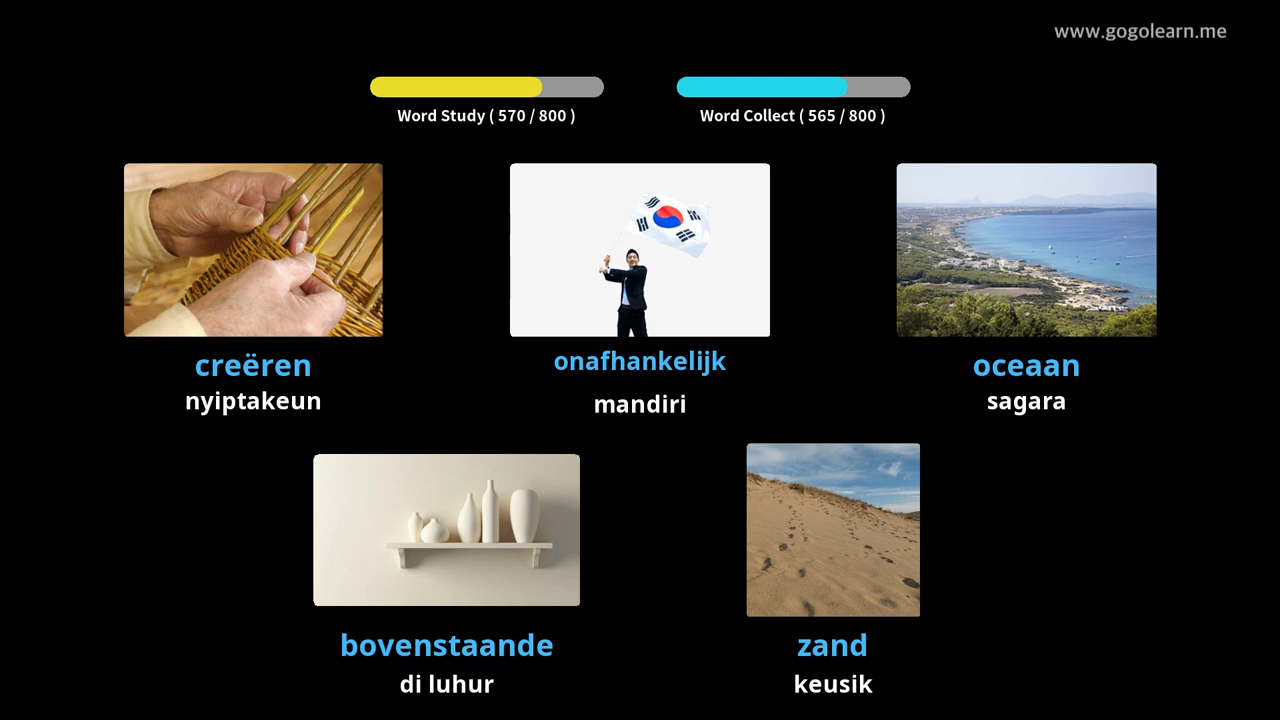 www.gogolearn.me
Word Study ( 570 / 800 )
Word Collect ( 565 / 800 )
creëren
nyiptakeun
onafhankelijk
mandiri
oceaan
sagara
bovenstaande
di luhur
zand
keusik